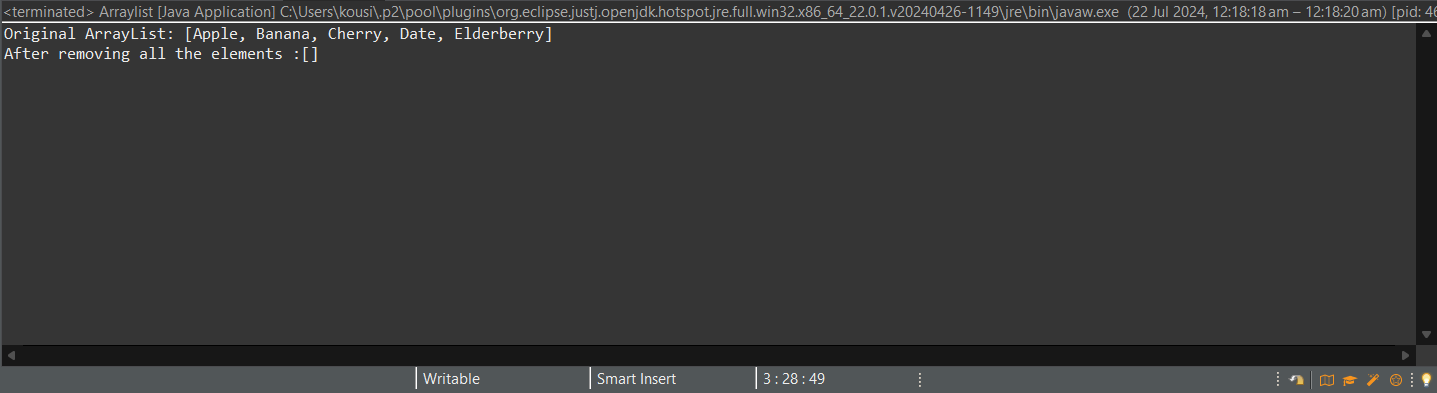 <terminated> Arraylist [Java Application] C:\Users\kousi\.p2\pool\plugins\org.eclipse.justj.openjdk.hotspot.jre.full.win32.x86_64_22.0.1.v20240426-1149\jre\bin\javaw.exe (22 Jul 2024, 12:18:18 am – 12:18:20 am) [pid: 46
Original ArrayList: [Apple, Banana, Cherry, Date, Elderberry]
After removing all the elements :[]
Writable Smart Insert 3 : 28 : 49